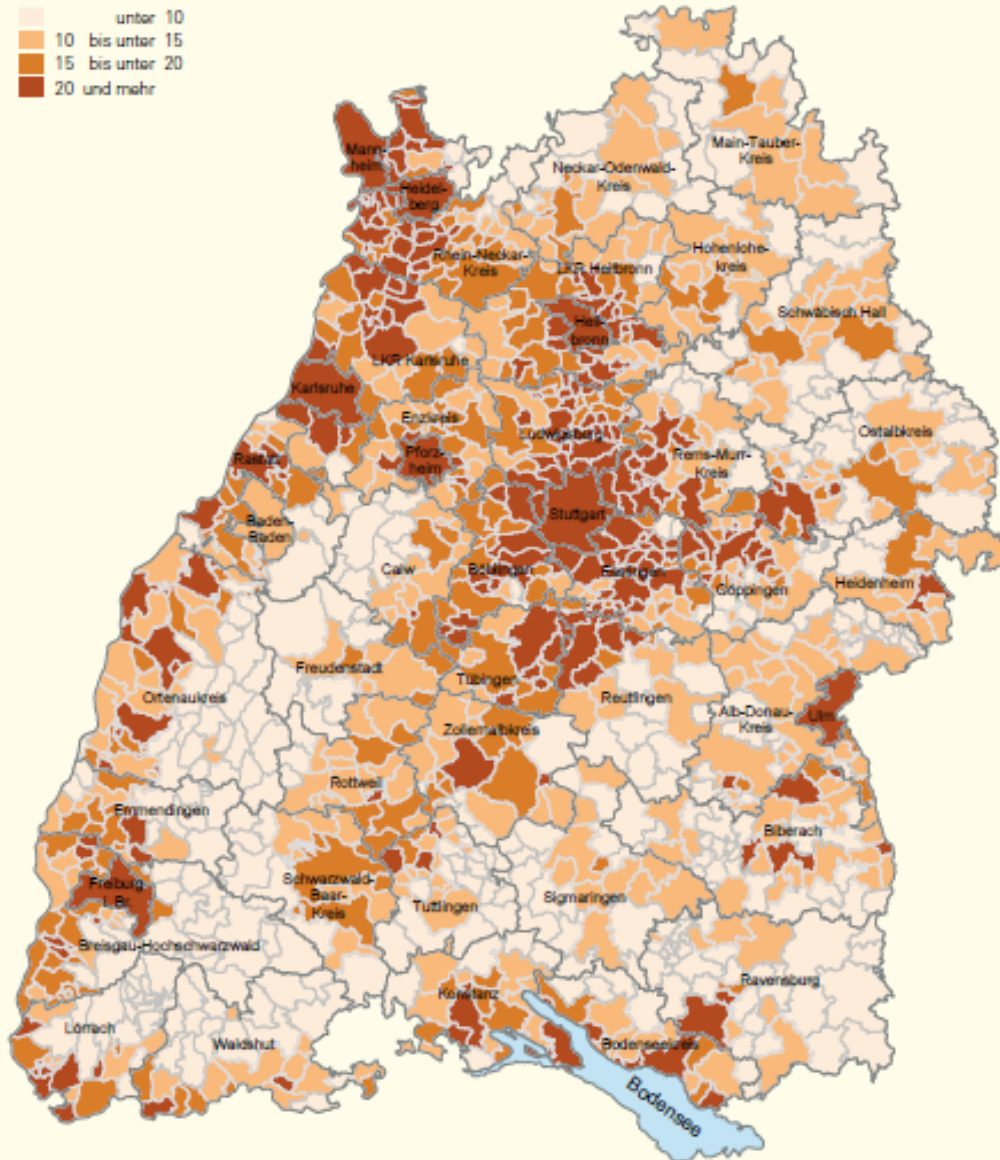 unter 10
10 bis unter 15
15 bis unter 20
20 und mehr
Mann-
heim
Heidel-
berg
Neckar-Odenwald-
Kreis
Main-Tauber-
Kreis
Rhein-Neckar-
Kreis
LKR Heilbronn
Hohenlohe-
kreis
Heil-
bronn
Schwäbisch Hall
LKR Karlsruhe
Karlsruhe
Enzkreis
Ludwigsburg
Ostalbkreis
Rastatt
Pforz-
heim
Rems-Murr-
Kreis
Baden-
Baden
Stuttgart
Calw
Böblingen
Esslingen
Göppingen
Heidenheim
Freudenstadt
Tübingen
Reutlingen
Ortenaukreis
Alb-Donau-
Kreis
Ulm
Zollernalbkreis
Rottweil
Emmendingen
Biberach
Freiburg
i. Br.
Schwarzwald-
Baar-
Kreis
Tuttlingen
Sigmaringen
Breisgau-Hochschwarzwald
Konstanz
Ravensburg
Lörrach
Waldshut
Bodenseekreis
Bodensee